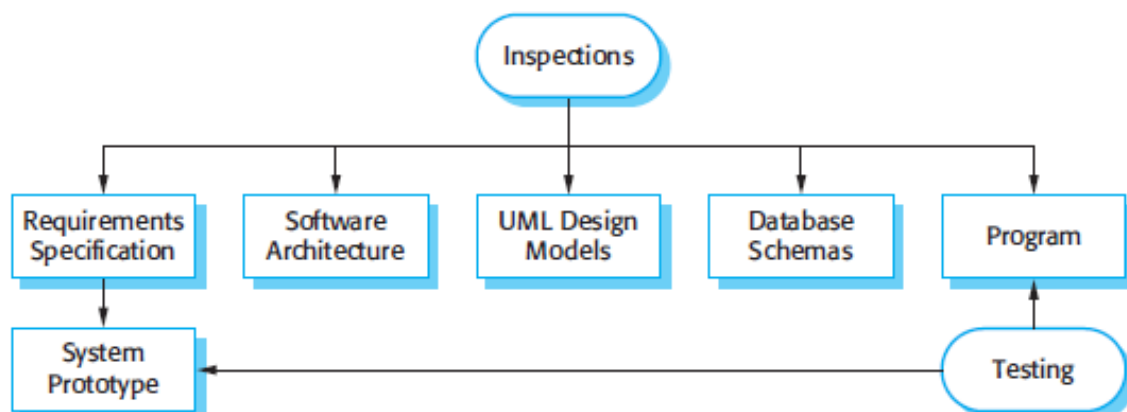 Inspections
Requirements
Specification
Software
Architecture
UML Design
Models
Database
Schemas
Program
System
Prototype
Testing